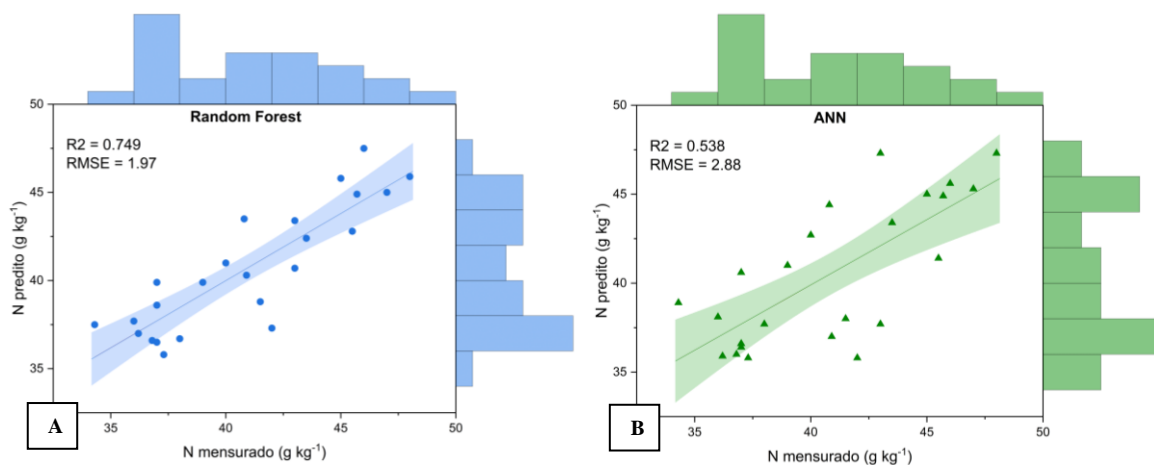 50
Random Forest
R2 = 0.749
RMSE = 1.97
45
N predito (g kg⁻¹)
40
35
A
35
40
45
50
N mensurado (g kg⁻¹)
50
ANN
R2 = 0.538
RMSE = 2.88
45
N predito (g kg⁻¹)
40
35
B
35
40
45
50
N mensurado (g kg⁻¹)